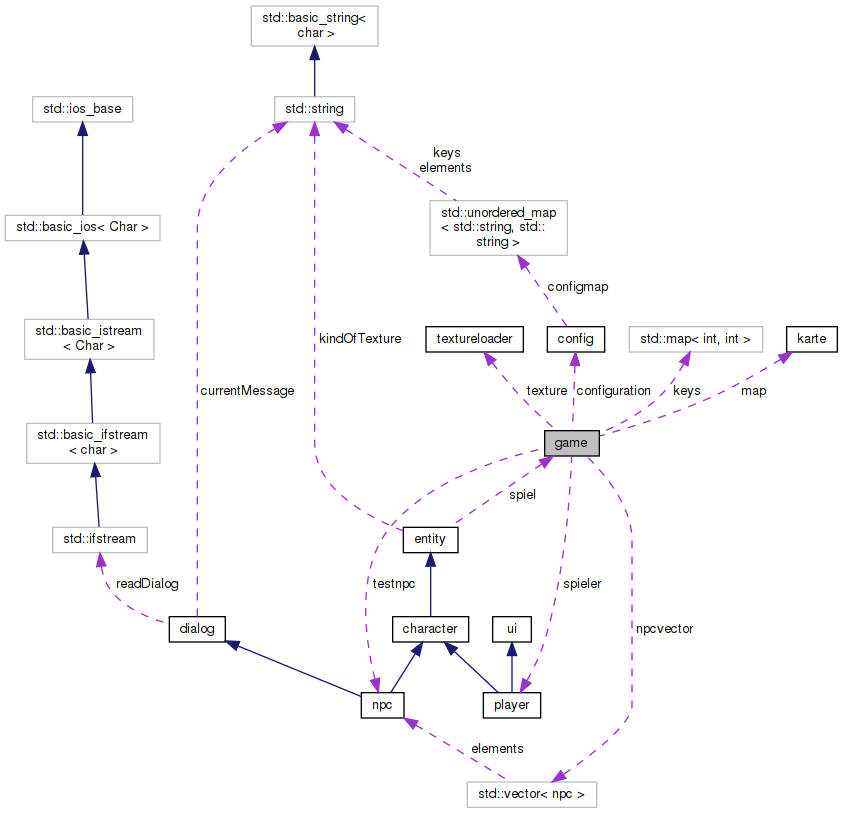 std::basic_string<
char >
std::ios_base
std::string
keys
elements
std::unordered_map
< std::string, std::
string >
std::basic_ios< Char >
configmap
std::basic_istream
< Char >
textureloader
config
std::map< int, int >
karte
kindOfTexture
currentMessage
texture
configuration
keys
map
std::basic_ifstream
< char >
game
spiel
std::ifstream
entity
readDialog
testnpc
spieler
dialog
character
ui
npcvector
npc
player
elements
std::vector< npc >